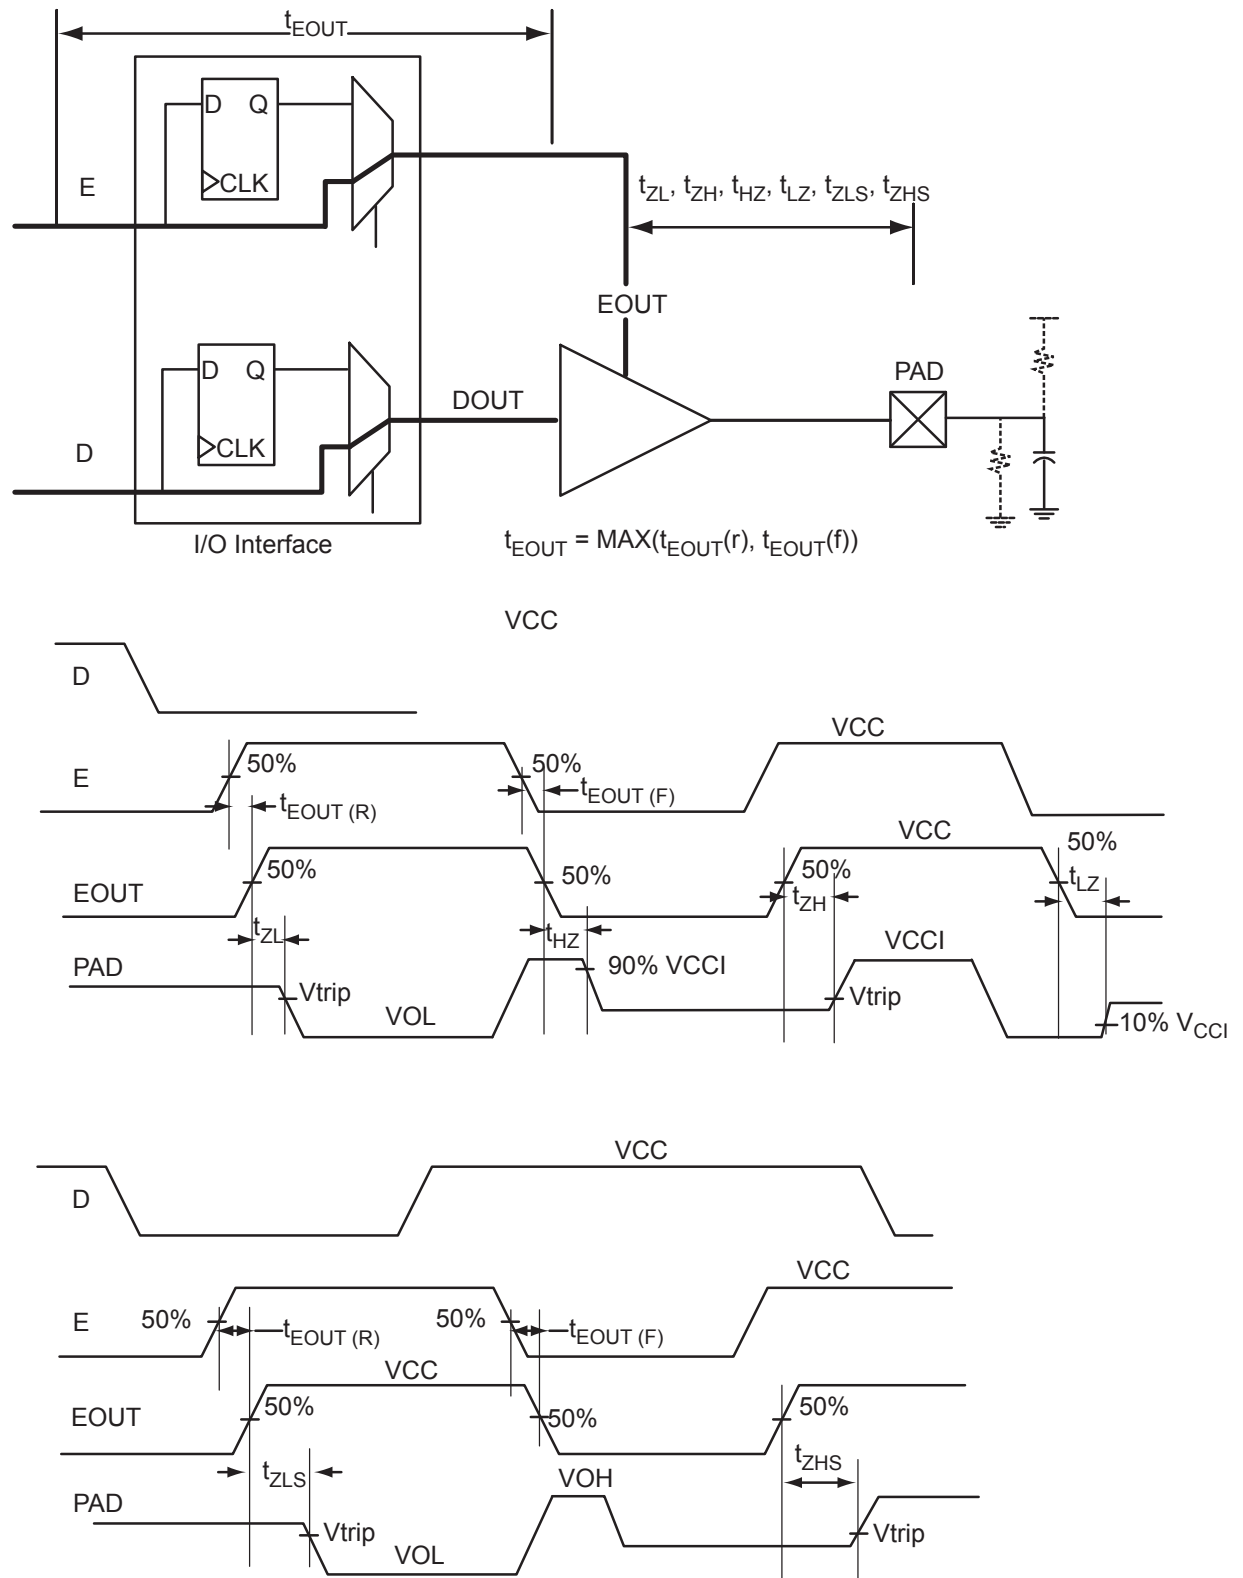 tEOUT
D Q
CLK
E
tZL, tZH, tHZ, tLZ, tZLS, tZHS
EOUT
D Q
CLK
DOUT
PAD
D
I/O Interface
tEOUT = MAX(tEOUT(r), tEOUT(f))
VCC
D
VCC
E
50%
50%
tEOUT (R)
tEOUT (F)
VCC
50%
EOUT
50%
50%
50%
tZL
tHZ
tZH
tLZ
PAD
VCCI
90% VCCI
Vtrip
Vtrip
VOL
10% VCCI
VCC
D
VCC
E
50%
tEOUT (R)
50%
tEOUT (F)
VCC
EOUT
50%
50%
50%
tZLS
tZHS
PAD
VOH
Vtrip
Vtrip
VOL